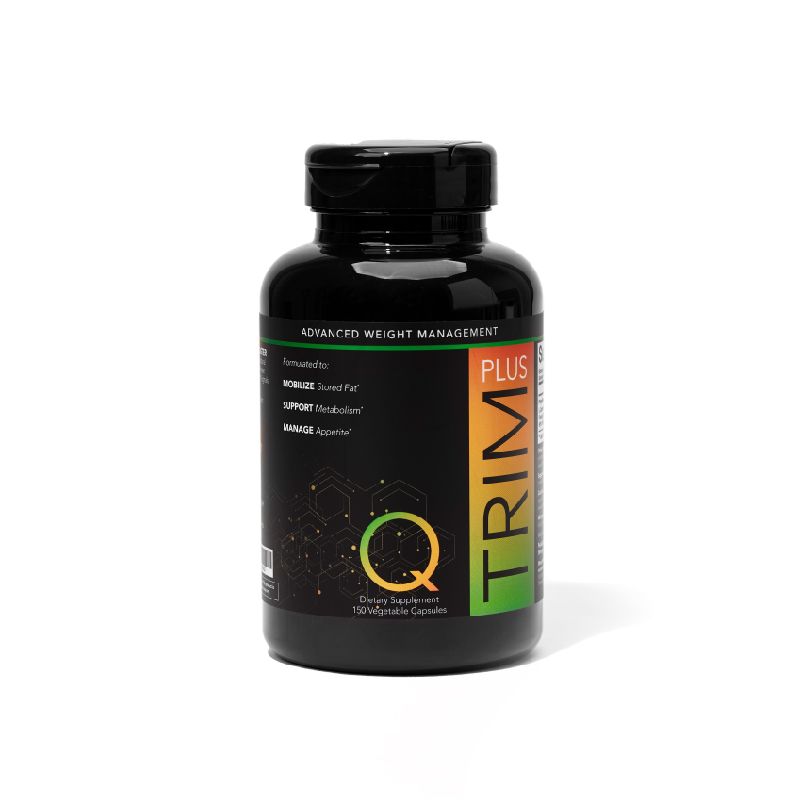 ADVANCED WEIGHT MANAGEMENT
Formulated to:
MOBILIZE Stored Fat*
SUPPORT Metabolism*
MANAGE Appetite*
PLUS
TRIM
Q
Dietary Supplement
150 Vegetable Capsules